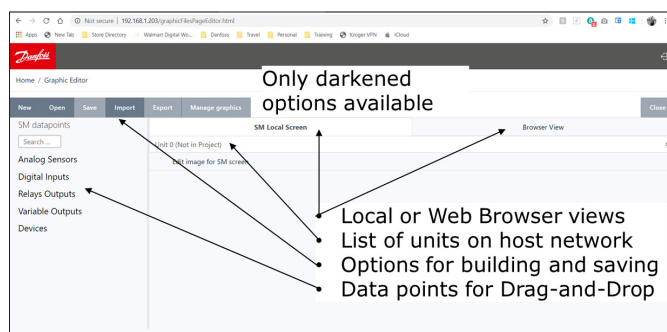 Not secure | 192.168.1.203/graphicFilesPageEditor.html
Apps New Tab Store Directory Walmart Digital Wo... Danfoss Travel Personal Training Kroger VPN iCloud
Danfoss
Home / Graphic Editor
Only darkened
options available
New Open Save Import Export Manage graphics Close
SM datapoints
SM Local Screen Browser View
Search ...
Unit 0 (Not in Project)
Edit image for SM screen
Analog Sensors
Digital Inputs
Relays Outputs
Variable Outputs
Devices
• Local or Web Browser views
• List of units on host network
• Options for building and saving
• Data points for Drag-and-Drop